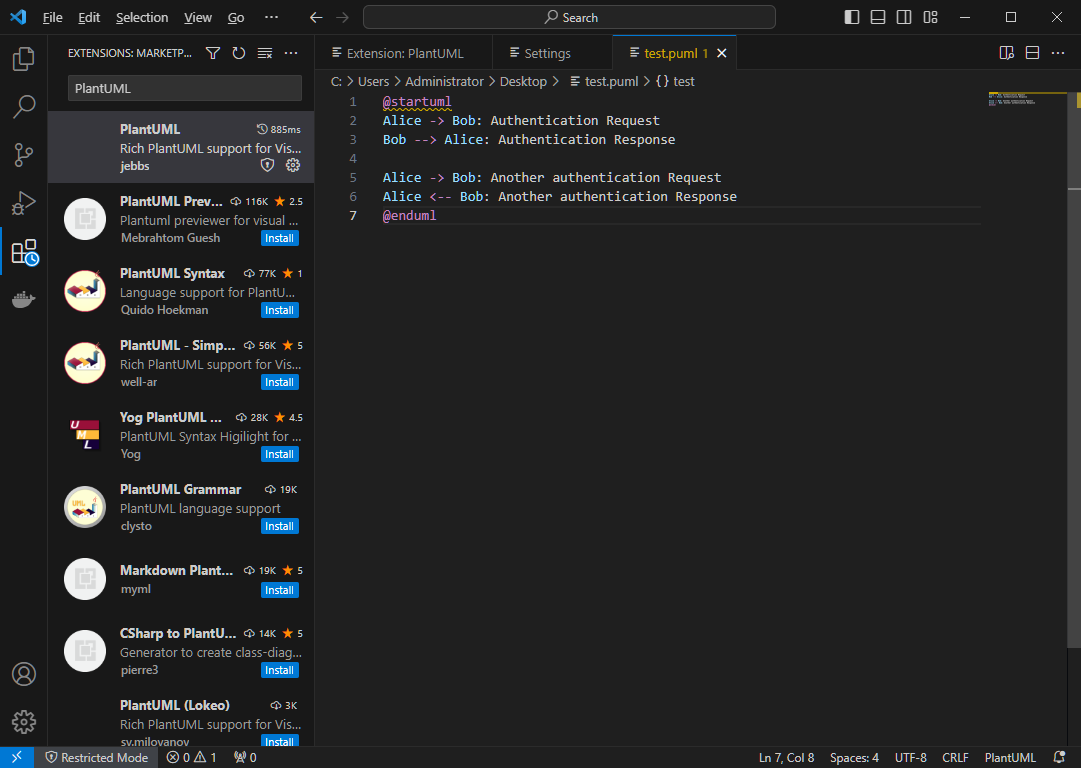 File Edit Selection View Go ··· Search
EXTENSIONS: MARKETP...
PlantUML
PlantUML 885ms
Rich PlantUML support for Vis...
jebbs
PlantUML Prev... 116K 2.5
Plantuml previewer for visual ...
Mebrahtom Guesh Install
PlantUML Syntax 77K 1
Language support for PlantU...
Quido Hoekman Install
PlantUML - Simp... 56K 5
Rich PlantUML support for Vis...
well-ar Install
Yog PlantUML ... 28K 4.5
PlantUML Syntax Higilight for ...
Yog Install
UML
PlantUML Grammar 19K
PlantUML language support
clysto Install
UML
Markdown Plant... 19K 5
myml Install
CSharp to PlantU... 14K 5
Generator to create class-diag...
pierre3 Install
PlantUML (Lokeo) 3K
Rich PlantUML support for Vis...
sv.milovanov Install
Extension: PlantUML Settings test.puml 1
C: > Users > Administrator > Desktop > test.puml > {} test
1 @startuml
2 Alice -> Bob: Authentication Request
3 Bob --> Alice: Authentication Response
4
5 Alice -> Bob: Another authentication Request
6 Alice <-- Bob: Another authentication Response
7 @enduml
Restricted Mode 0 1 0 Ln 7, Col 8 Spaces: 4 UTF-8 CRLF PlantUML